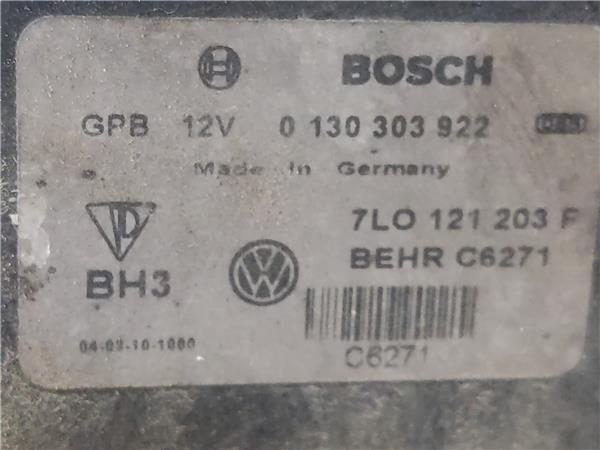 BOSCH
GPB 12V 0 130 303 922
Made in Germany
7L0 121 203 F
BEHR C6271
BH3
04-03-10-1000
C6271